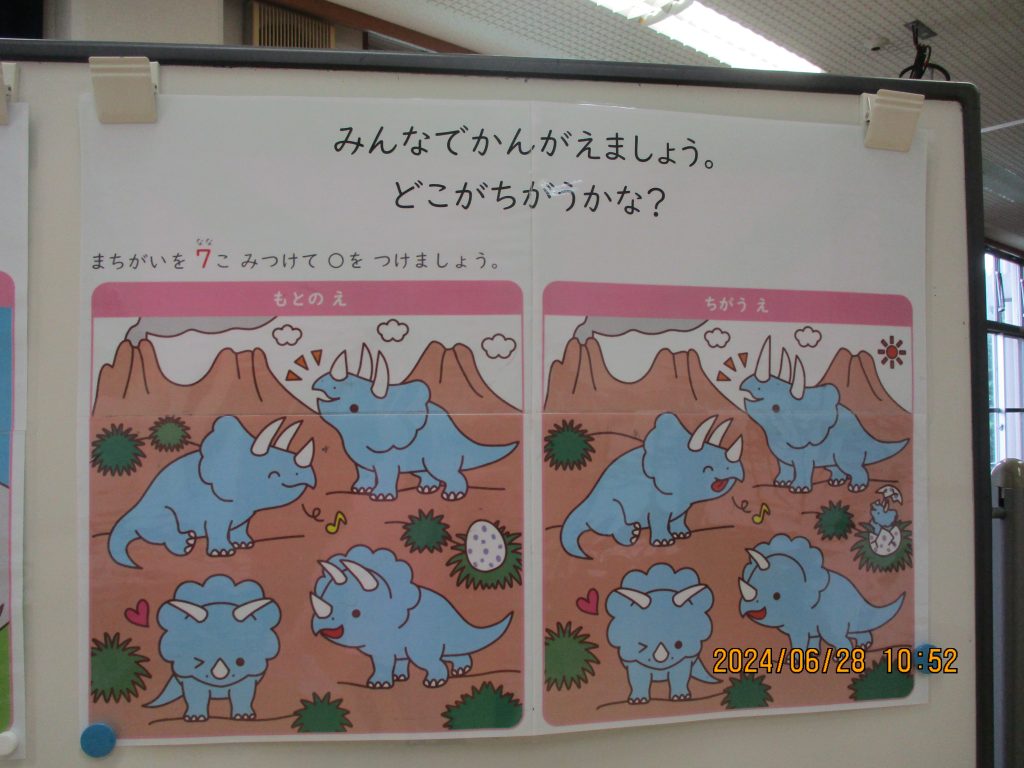 みんなでかんがえましょう。
どこがちがうかな？
まちがいを 7こ みつけて ○を つけましょう。
なな
もとの え
ちがう え
2024/06/28 10:52